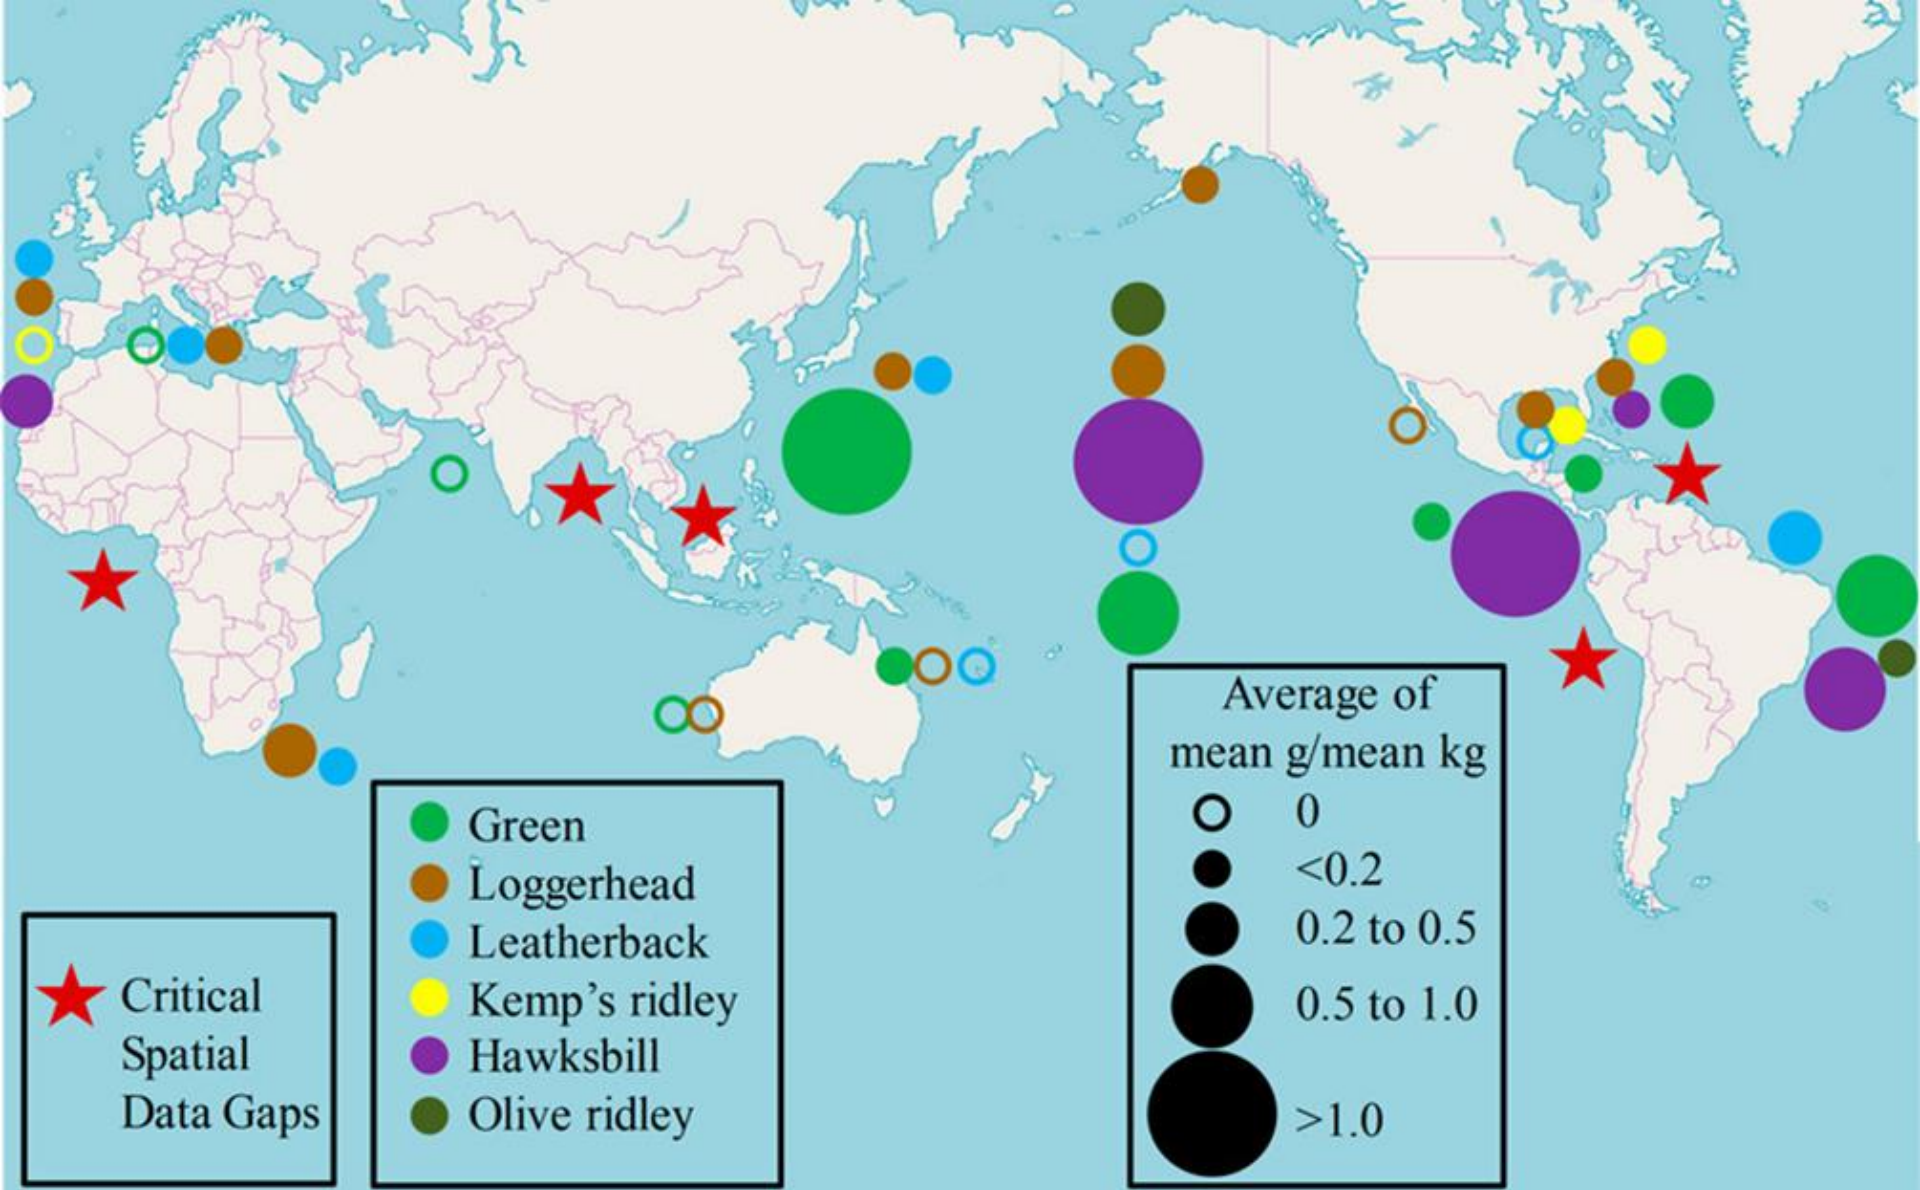 Critical
Spatial
Data Gaps
Green
Loggerhead
Leatherback
Kemp’s ridley
Hawksbill
Olive ridley
Average of
mean g/mean kg
0
<0.2
0.2 to 0.5
0.5 to 1.0
>1.0